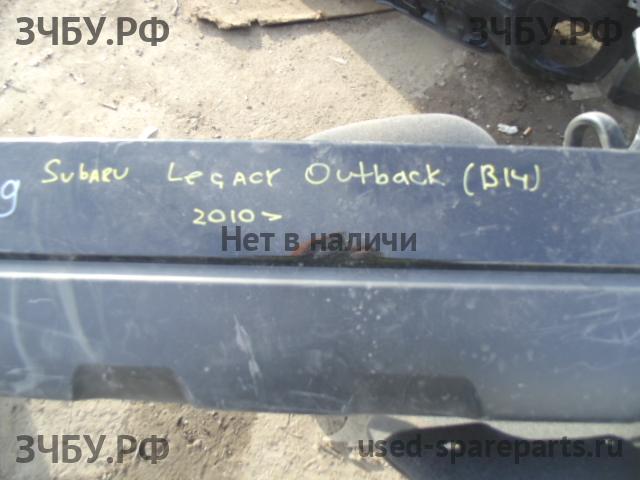 ЗЧБУ.РФ
ЗЧБУ.РФ
SUBARU LEGACY Outback (B14)
g
2010>
Нет в наличи
ЗЧБУ.РФ
used-spareparts.ru